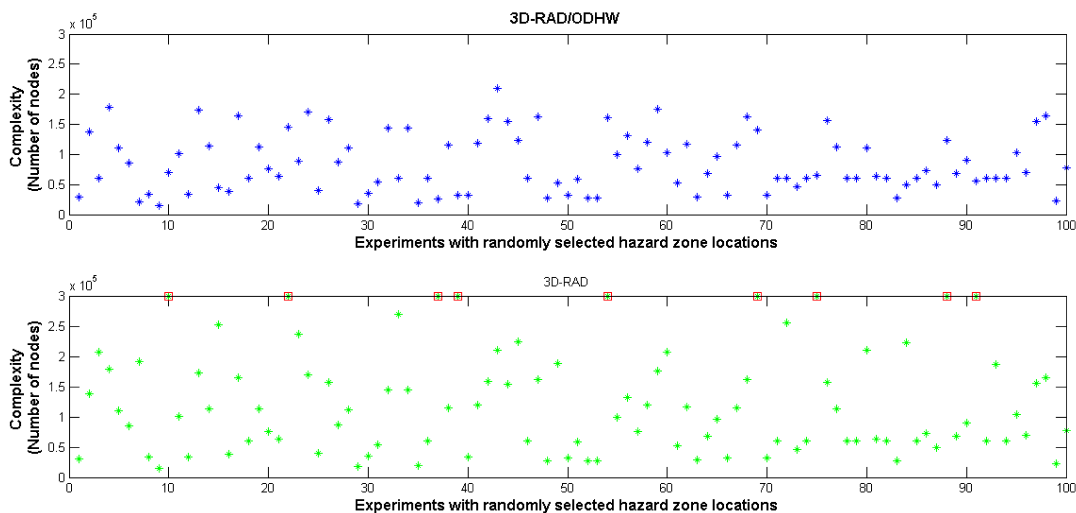 3D-RAD/ODHW
x 10^5
3
2.5
2
1.5
1
0.5
0
Complexity
(Number of nodes)
0 10 20 30 40 50 60 70 80 90 100
Experiments with randomly selected hazard zone locations
3D-RAD
x 10^5
3
2.5
2
1.5
1
0.5
0
Complexity
(Number of nodes)
0 10 20 30 40 50 60 70 80 90 100
Experiments with randomly selected hazard zone locations